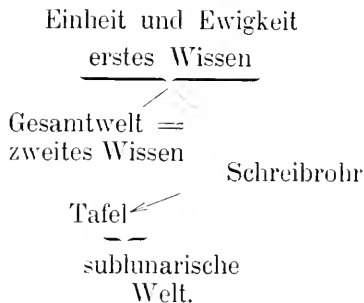 Einheit und Ewigkeit
erstes Wissen
Gesamtwelt =
zweites Wissen
Schreibrohr
Tafel
sublunarische
Welt.